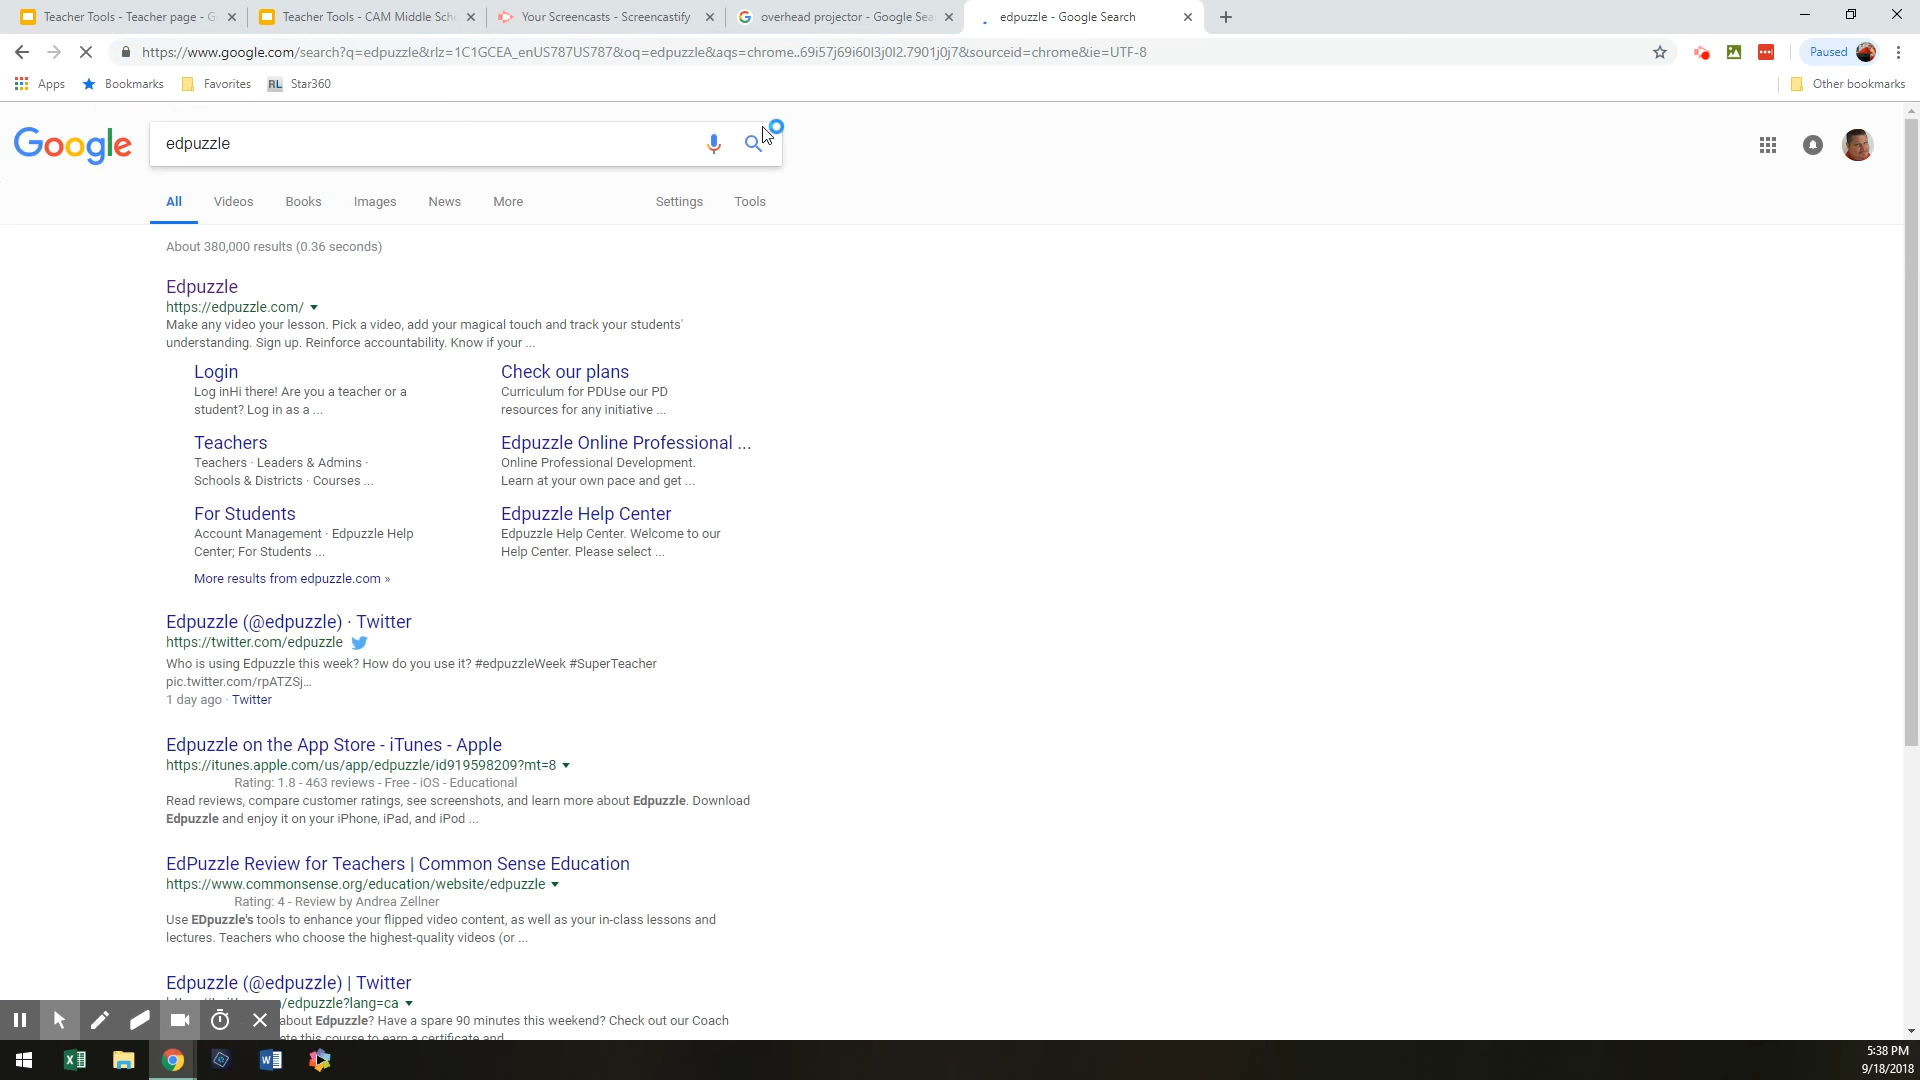 Teacher Tools - Teacher page - G
Teacher Tools - CAM Middle Sch
Your Screencasts - Screencastify
overhead projector - Google Sea
edpuzzle - Google Search
https://www.google.com/search?q=edpuzzle&rlz=1C1GCEA_enUS787US787&oq=edpuzzle&aqs=chrome..69i57j69i60l3j0l2.7901j0j7&sourceid=chrome&ie=UTF-8
Paused
Apps
Bookmarks
Favorites
RL Star360
Other bookmarks
Google
edpuzzle
All Videos Books Images News More Settings Tools
About 380,000 results (0.36 seconds)
Edpuzzle
https://edpuzzle.com/
Make any video your lesson. Pick a video, add your magical touch and track your students'
understanding. Sign up. Reinforce accountability. Know if your ...
Login
Log inHi there! Are you a teacher or a
student? Log in as a ...
Check our plans
Curriculum for PDUse our PD
resources for any initiative ...
Teachers
Teachers · Leaders & Admins ·
Schools & Districts · Courses ...
Edpuzzle Online Professional ...
Online Professional Development.
Learn at your own pace and get ...
For Students
Account Management · Edpuzzle Help
Center; For Students ...
Edpuzzle Help Center
Edpuzzle Help Center. Welcome to our
Help Center. Please select ...
More results from edpuzzle.com »
Edpuzzle (@edpuzzle) · Twitter
https://twitter.com/edpuzzle
Who is using Edpuzzle this week? How do you use it? #edpuzzleWeek #SuperTeacher
pic.twitter.com/rpATZSj...
1 day ago · Twitter
Edpuzzle on the App Store - iTunes - Apple
https://itunes.apple.com/us/app/edpuzzle/id919598209?mt=8
Rating: 1.8 - 463 reviews - Free - iOS - Educational
Read reviews, compare customer ratings, see screenshots, and learn more about Edpuzzle. Download
Edpuzzle and enjoy it on your iPhone, iPad, and iPod ...
EdPuzzle Review for Teachers | Common Sense Education
https://www.commonsense.org/education/website/edpuzzle
Rating: 4 - Review by Andrea Zellner
Use EDpuzzle's tools to enhance your flipped video content, as well as your in-class lessons and
lectures. Teachers who choose the highest-quality videos (or ...
Edpuzzle (@edpuzzle) | Twitter
/edpuzzle?lang=ca
about Edpuzzle? Have a spare 90 minutes this weekend? Check out our Coach
this course to earn a certificate and
5:38 PM
9/18/2018